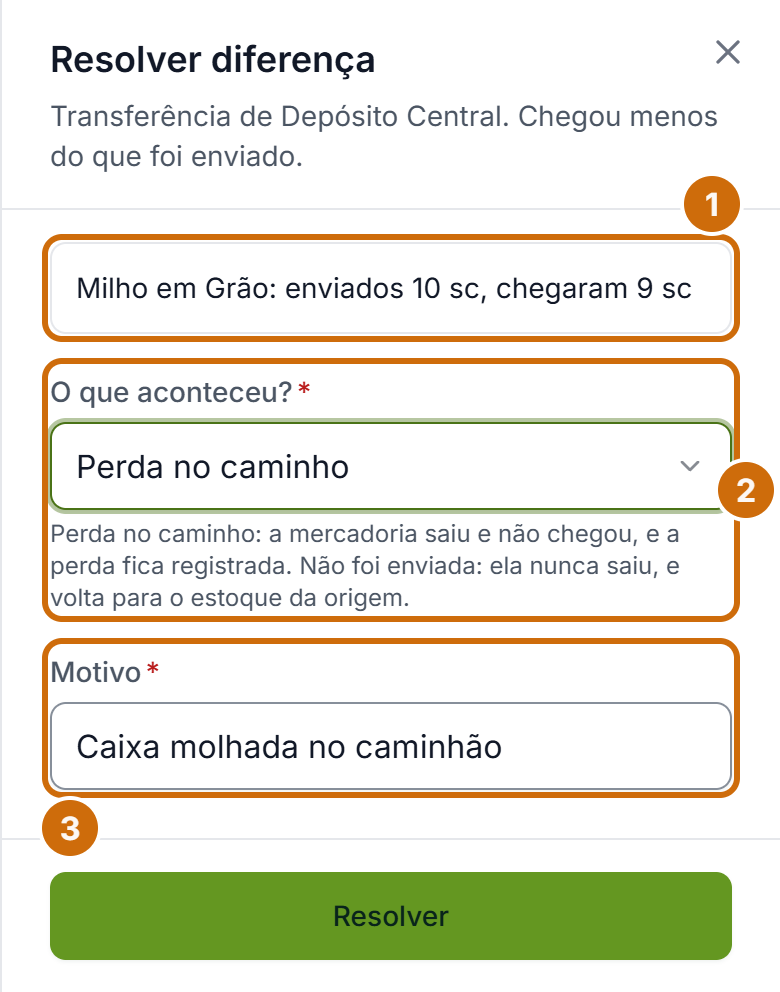 Resolver diferença
Transferência de Depósito Central. Chegou menos
do que foi enviado.
1
Milho em Grão: enviados 10 sc, chegaram 9 sc
O que aconteceu? *
Perda no caminho
2
Perda no caminho: a mercadoria saiu e não chegou, e a
perda fica registrada. Não foi enviada: ela nunca saiu, e
volta para o estoque da origem.
Motivo *
Caixa molhada no caminhão
3
Resolver